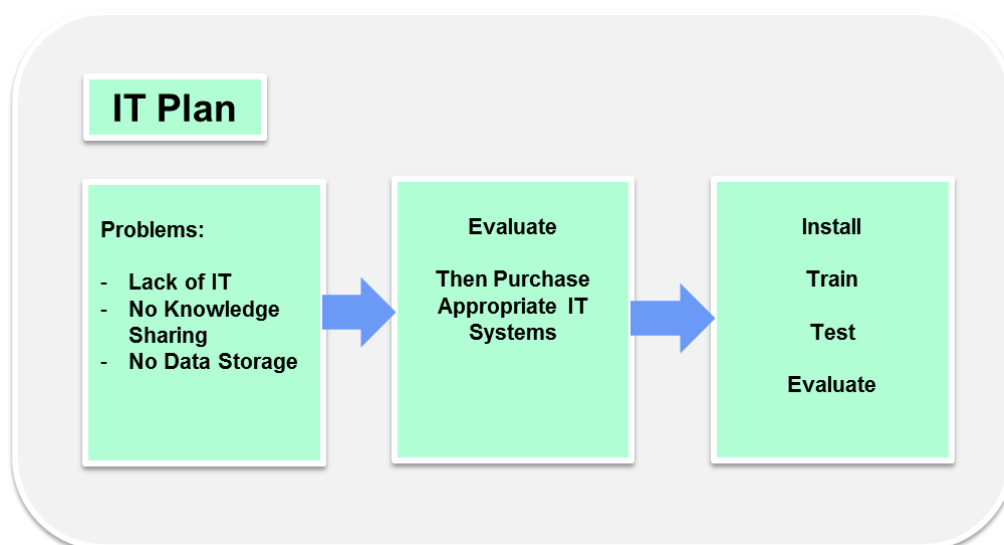 IT Plan
Problems:
- Lack of IT
- No Knowledge
Sharing
- No Data Storage
Evaluate
Then Purchase
Appropriate IT
Systems
Install
Train
Test
Evaluate